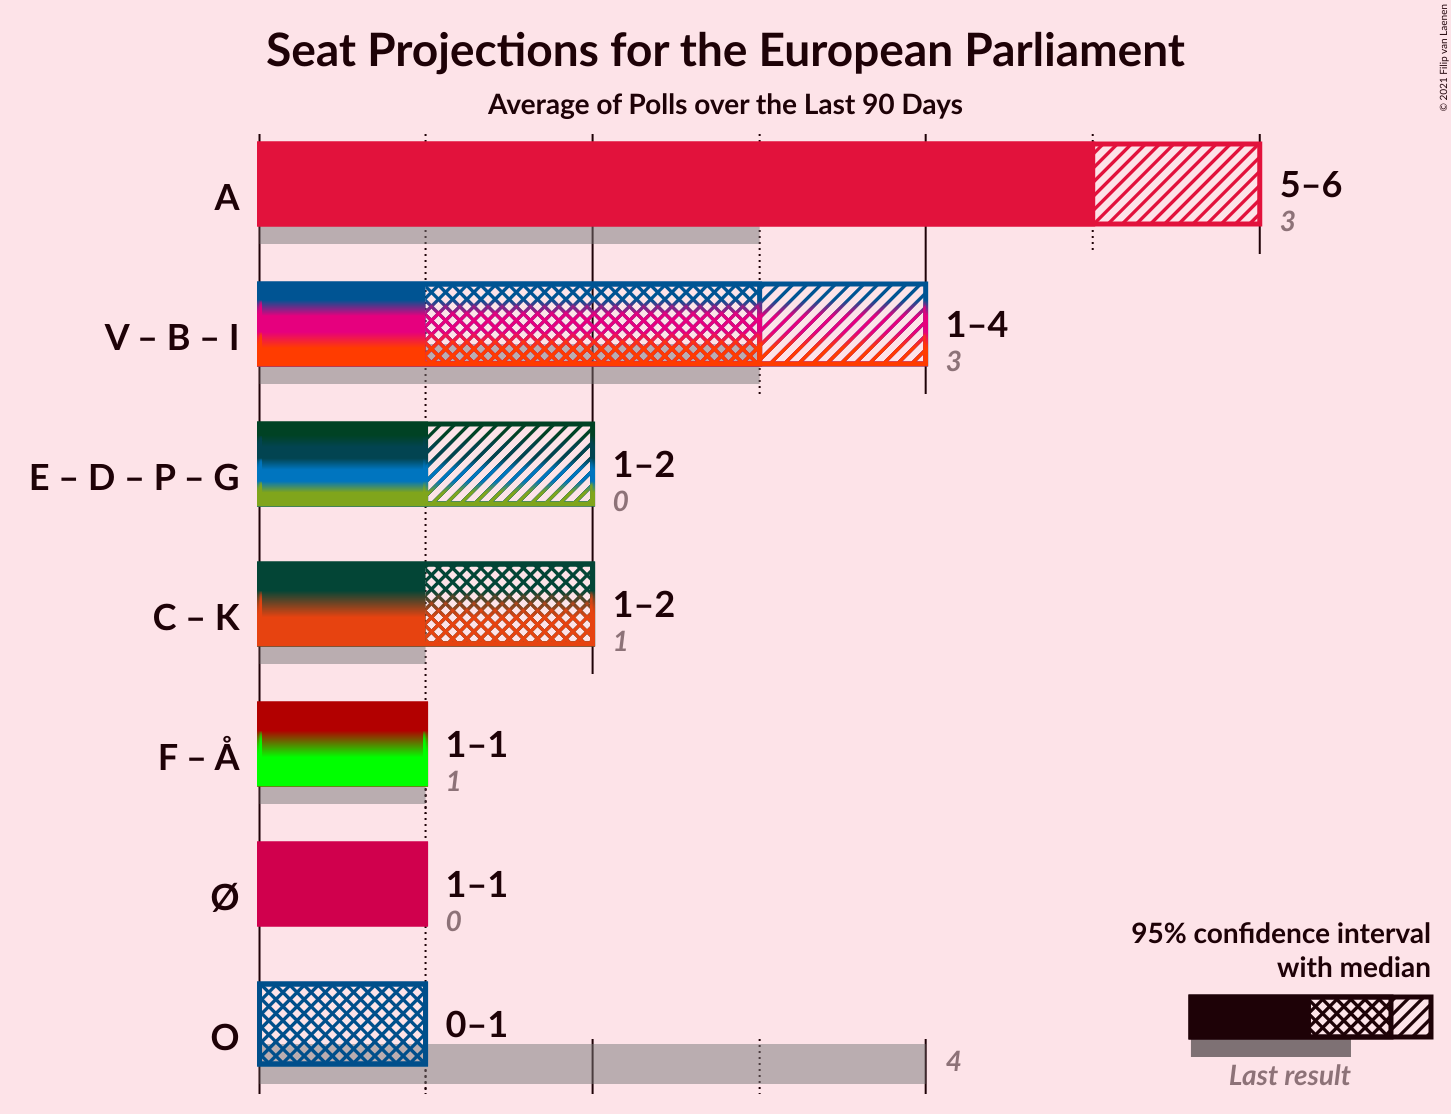 Seat Projections for the European Parliament
Average of Polls over the Last 90 Days
© 2021 Filip van Laenen
A
5–6
3
V – B – I
1–4
3
E – D – P – G
1–2
0
C – K
1–2
1
F – Å
1–1
1
Ø
1–1
0
O
0–1
4
95% confidence interval
with median
Last result